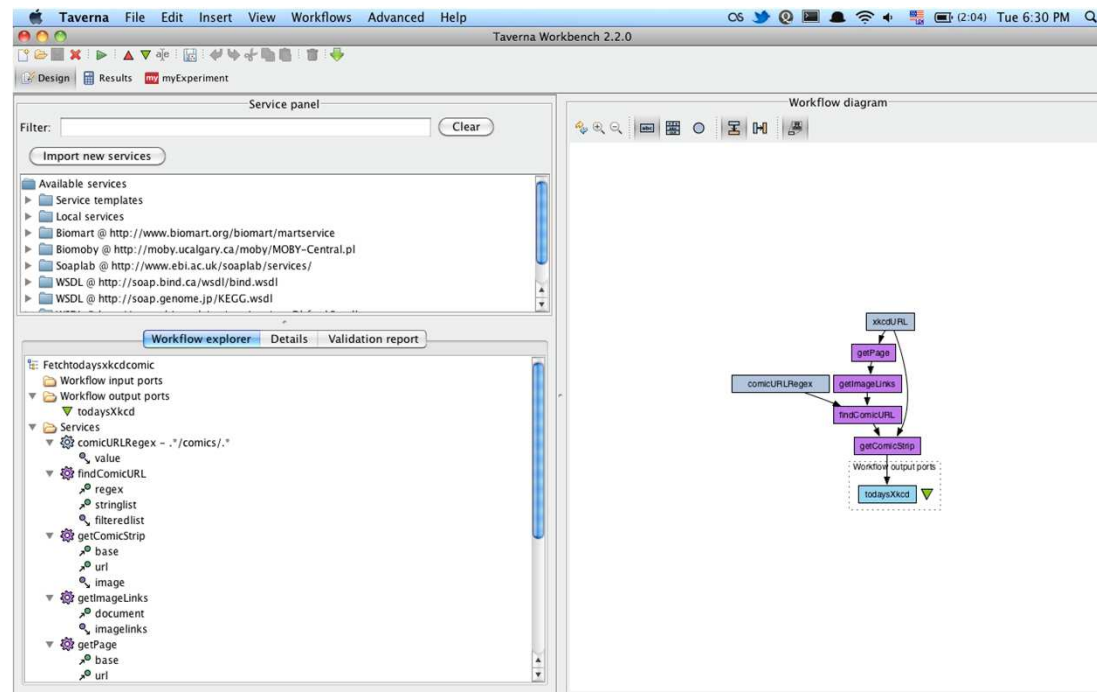 Taverna File Edit Insert View Workflows Advanced Help OS (2:04) Tue 6:30 PM
Taverna Workbench 2.2.0
Design Results my myExperiment
Service panel
Filter: Clear
Import new services
Available services
Service templates
Local services
Biomart @ http://www.biomart.org/biomart/martservice
Biomoby @ http://moby.ucalgary.ca/moby/MOBY-Central.pl
Soaplab @ http://www.ebi.ac.uk/soaplab/services/
WSDL @ http://soap.bind.ca/wsdl/bind.wsdl
WSDL @ http://soap.genome.jp/KEGG.wsdl
Workflow explorer Details Validation report
Fetchtodaysxkcdcomic
Workflow input ports
Workflow output ports
todaysXkcd
Services
comicURLRegex - .*/comics/.*
value
findComicURL
regex
stringlist
filteredlist
getComicStrip
base
url
image
getImageLinks
document
imagelinks
getPage
base
url
Workflow diagram
xkcdURL
getPage
comicURLRegex getImageLinks
findComicURL
getComicStrip
Workflow output ports
todaysXkcd